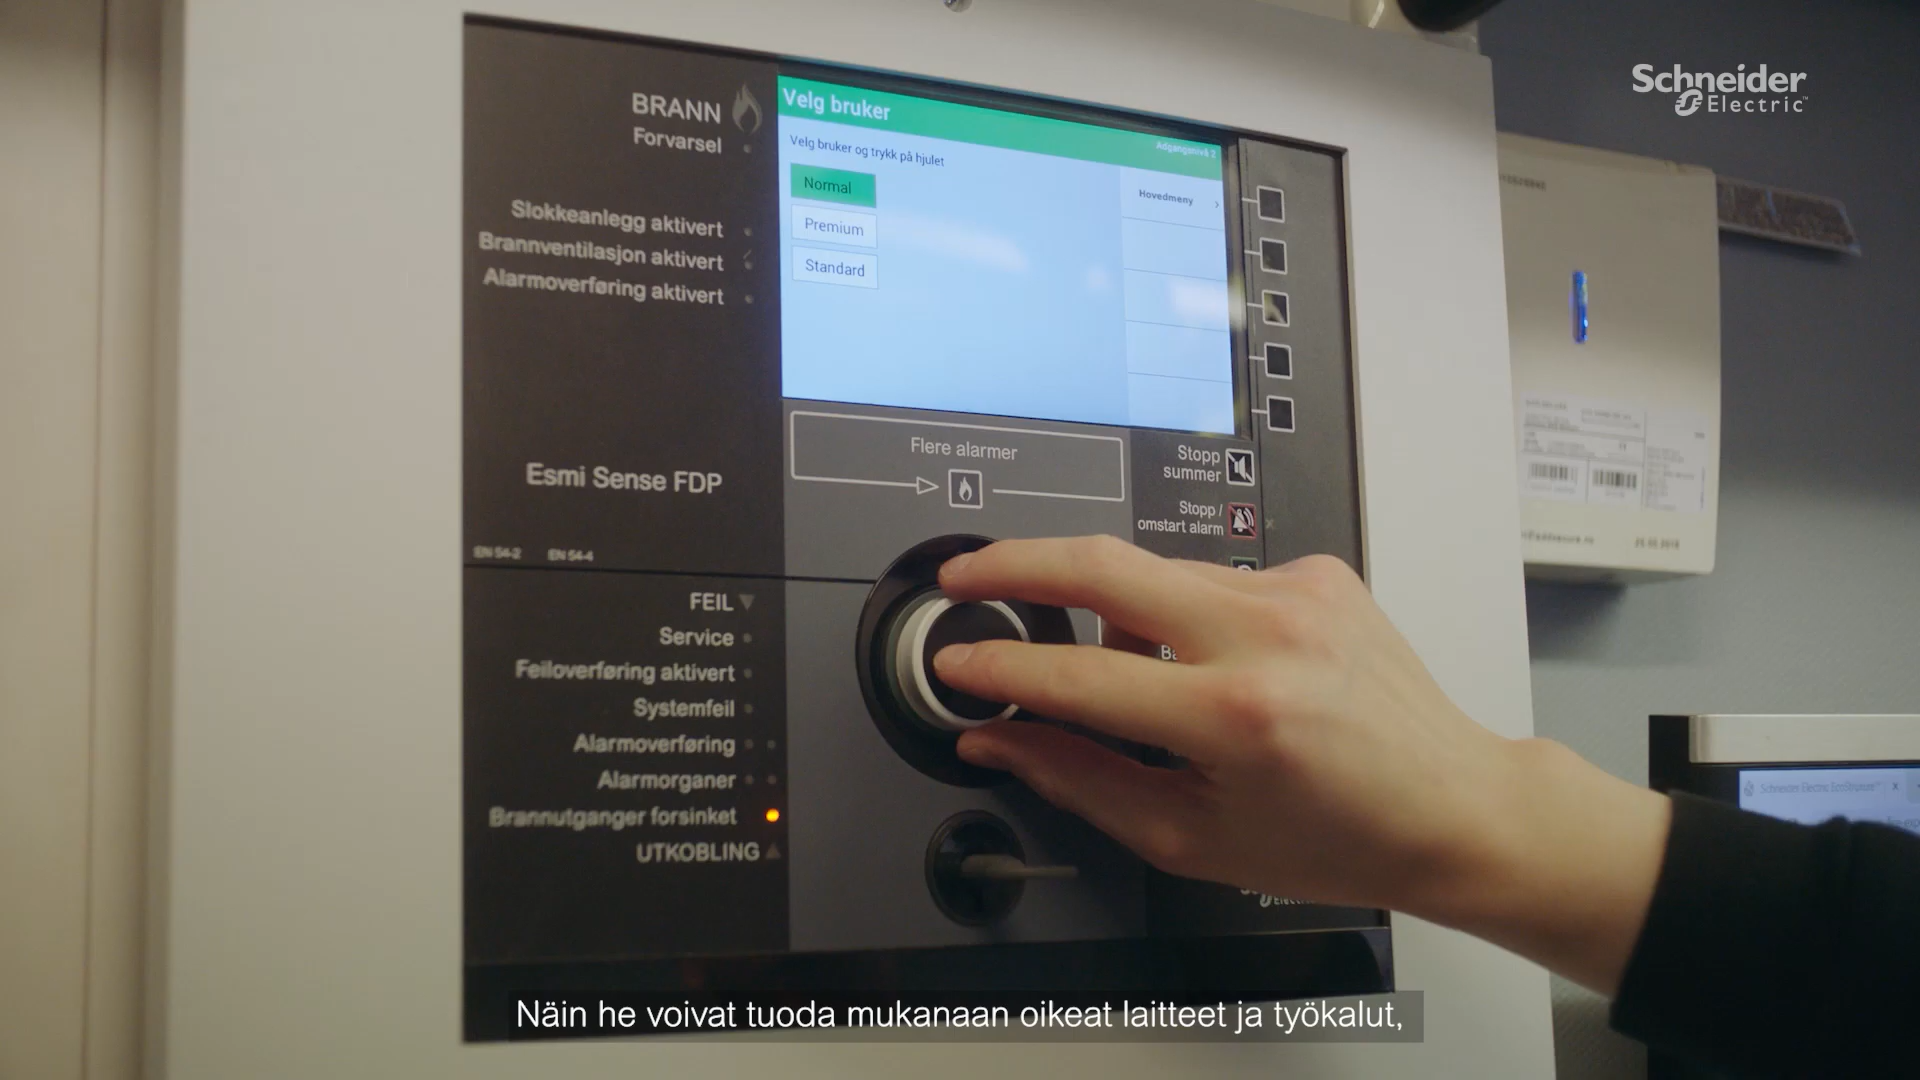 Schneider
Electric
BRANN
Forvarsel
Slokkeanlegg aktivert
Brannventilasjon aktivert
Alarmoverføring aktivert
Velg bruker
Adgangsnivå 2
Velg bruker og trykk på hjulet
Normal
Premium
Standard
Hovedmeny
Flere alarmer
Stopp
summer
Stopp /
omstart alarm
Esmi Sense FDP
EN 54-2
EN 54-4
FEIL
Service
Feiloverføring aktivert
Systemfeil
Alarmoverføring
Alarmorganer
Brannutganger forsinket
UTKOBLING
Schneider Electric EcoStruxure
Näin he voivat tuoda mukanaan oikeat laitteet ja työkalut,